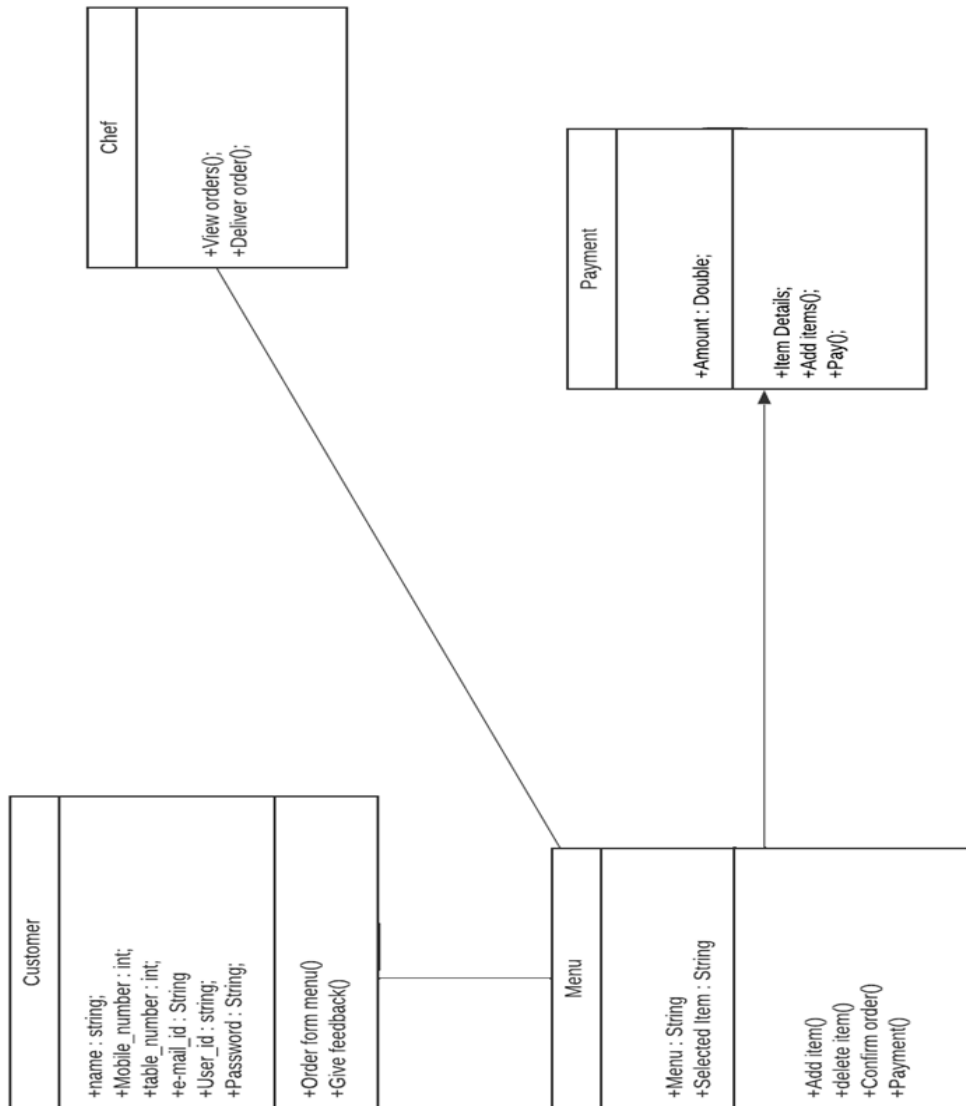 Customer
+name : string;
+Mobile_number : int;
+table_number : int;
+e-mail_id : String
+User_id : string;
+Password : String;
+Order form menu()
+Give feedback()
Chef
+View orders();
+Deliver order();
Menu
+Menu : String
+Selected Item : String
+Add item()
+delete item()
+Confirm order()
+Payment()
Payment
+Amount : Double;
+Item Details;
+Add items();
+Pay();